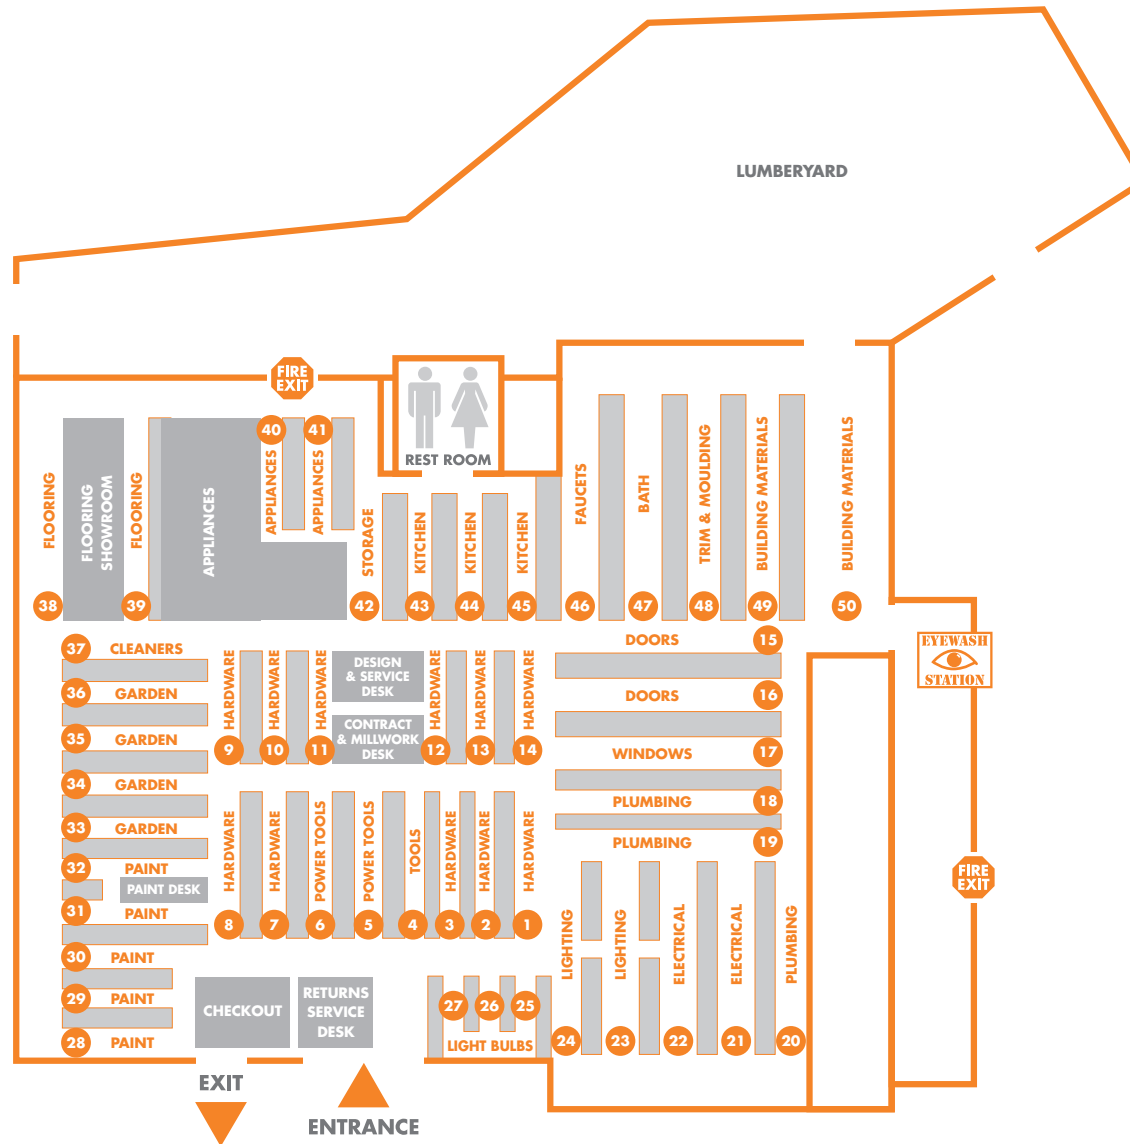 LUMBERYARD
FIRE
EXIT
REST ROOM
40
41
FLOORING
FLOORING
SHOWROOM
FLOORING
APPLIANCES
APPLIANCES
APPLIANCES
STORAGE
KITCHEN
KITCHEN
KITCHEN
FAUCETS
BATH
TRIM & MOULDING
BUILDING MATERIALS
BUILDING MATERIALS
38
39
42
43
44
45
46
47
48
49
50
37
CLEANERS
36
GARDEN
35
GARDEN
34
GARDEN
33
GARDEN
32
PAINT
PAINT DESK
31
PAINT
30
PAINT
29
PAINT
28
PAINT
HARDWARE
HARDWARE
HARDWARE
DESIGN
& SERVICE
DESK
CONTRACT
& MILLWORK
DESK
HARDWARE
HARDWARE
HARDWARE
9
10
11
12
13
14
DOORS
15
DOORS
16
WINDOWS
17
PLUMBING
18
PLUMBING
19
EYEWASH
STATION
HARDWARE
HARDWARE
POWER TOOLS
POWER TOOLS
TOOLS
HARDWARE
HARDWARE
HARDWARE
8
7
6
5
4
3
2
1
FIRE
EXIT
LIGHTING
LIGHTING
ELECTRICAL
ELECTRICAL
PLUMBING
24
23
22
21
20
CHECKOUT
RETURNS
SERVICE
DESK
27
26
25
LIGHT BULBS
EXIT
ENTRANCE